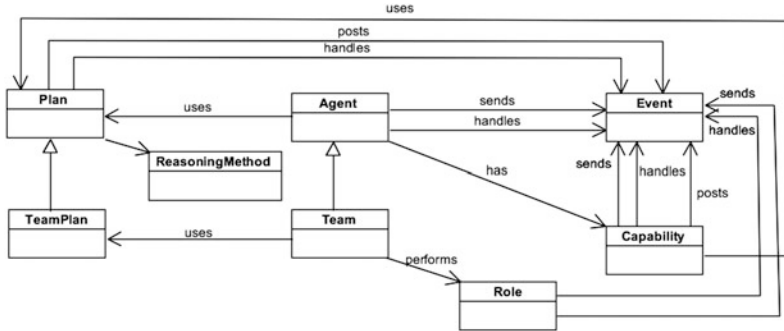 uses
posts
handles
Plan
Agent
Event
sends
uses
sends
handles
handles
ReasoningMethod
has
sends
handles
posts
TeamPlan
Team
uses
Capability
performs
Role